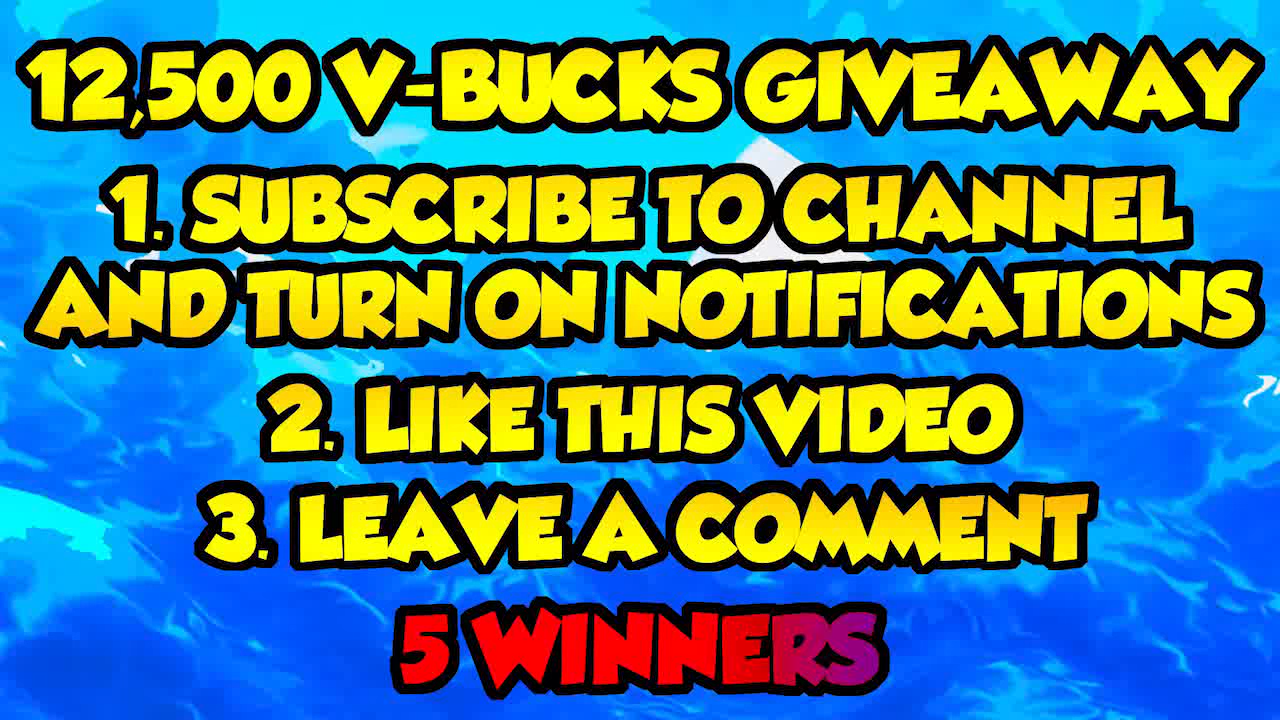 12,500 V-BUCKS GIVEAWAY
1. SUBSCRIBE TO CHANNEL
AND TURN ON NOTIFICATIONS
2. LIKE THIS VIDEO
3. LEAVE A COMMENT
5 WINNERS